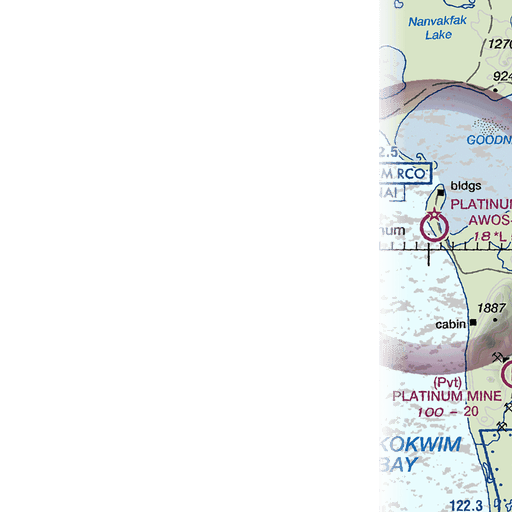 Nanvakfak
Lake
1270
924
GOODN
2.5
M RCO
NAI
bldgs
PLATINUM
AWOS-
18 *L
num
1887
cabin
(Pvt)
PLATINUM MINE
100 - 20
KOKWIM
BAY
122.3